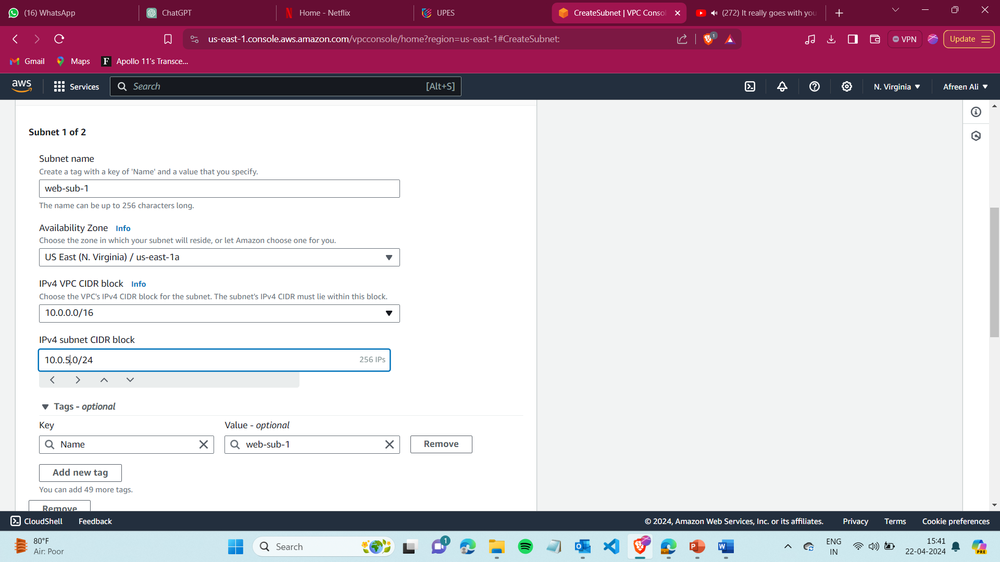 (16) WhatsApp
ChatGPT
Home - Netflix
UPES
CreateSubnet | VPC Conso
(272) It really goes with you
us-east-1.console.aws.amazon.com/vpcconsole/home?region=us-east-1#CreateSubnet:
1
VPN
Update
Gmail
Maps
F
Apollo 11's Transce...
aws
Services
Search
[Alt+S]
N. Virginia
Afreen Ali
Subnet 1 of 2
Subnet name
Create a tag with a key of 'Name' and a value that you specify.
web-sub-1
The name can be up to 256 characters long.
Availability Zone Info
Choose the zone in which your subnet will reside, or let Amazon choose one for you.
US East (N. Virginia) / us-east-1a
IPv4 VPC CIDR block Info
Choose the VPC's IPv4 CIDR block for the subnet. The subnet's IPv4 CIDR must lie within this block.
10.0.0.0/16
IPv4 subnet CIDR block
10.0.5.0/24
256 IPs
Tags - optional
Key
Value - optional
Name
web-sub-1
Remove
Add new tag
You can add 49 more tags.
Remove
CloudShell
Feedback
© 2024, Amazon Web Services, Inc. or its affiliates.
Privacy
Terms
Cookie preferences
80°F
Air: Poor
Search
1
ENG
IN
15:41
22-04-2024
PRE